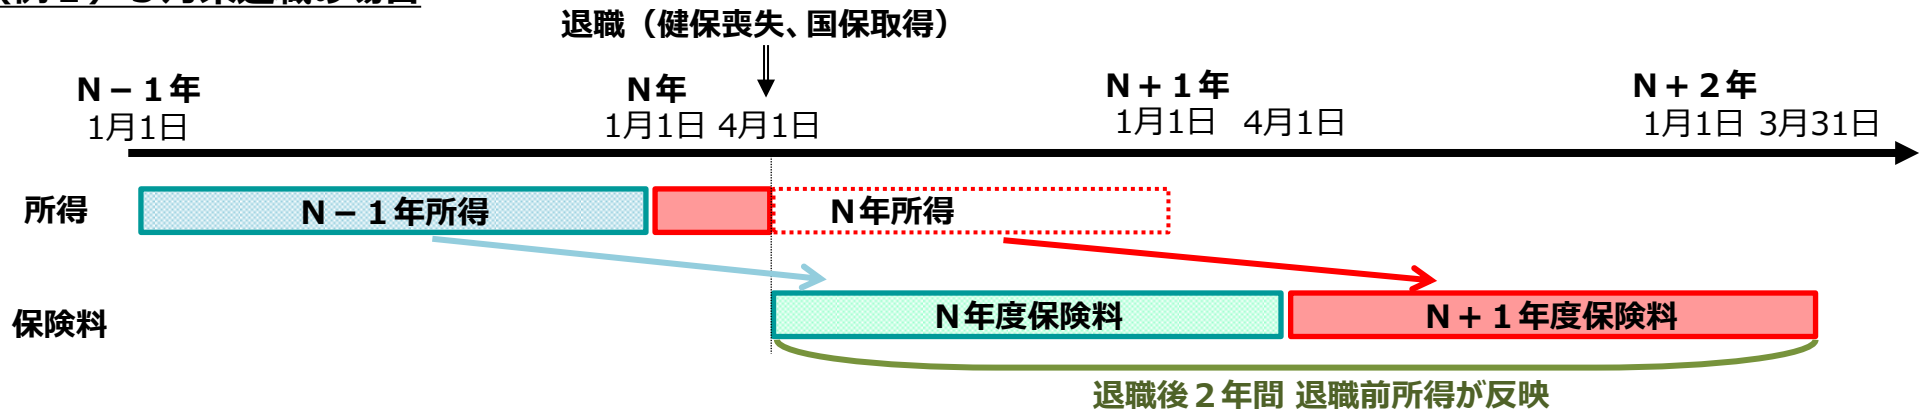 退職（健保喪失、国保取得）
N－1年
1月1日
N年
1月1日 4月1日
N＋1年
1月1日 4月1日
N＋2年
1月1日 3月31日
所得
N－1年所得
N年所得
保険料
N年度保険料
N＋1年度保険料
退職後2年間 退職前所得が反映